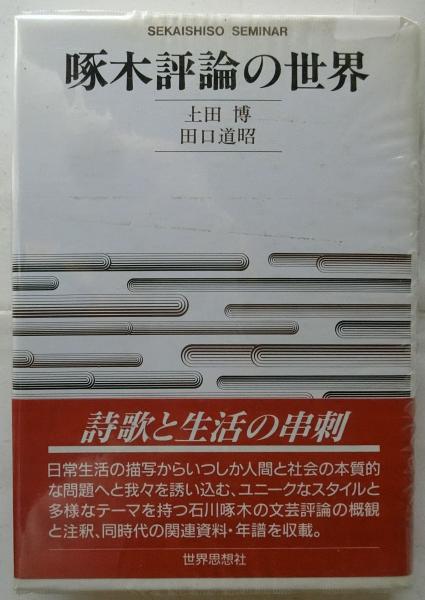 SEKAISHISO SEMINAR
啄木評論の世界
上田 博
田口道昭
詩歌と生活の串刺
日常生活の描写からいつしか人間と社会の本質的
な問題へと我々を誘い込む、ユニークなスタイルと
多様なテーマを持つ石川啄木の文芸評論の概観
と注釈、同時代の関連資料・年譜を収載。
世界思想社